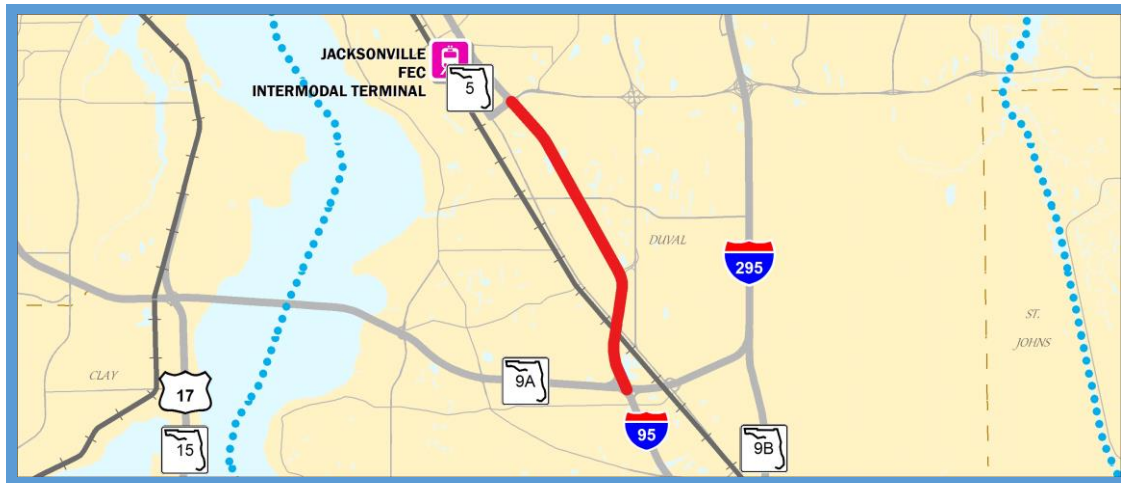 JACKSONVILLE
FEC
INTERMODAL TERMINAL
5
DUVAL
295
ST.
JOHNS
CLAY
17
9A
15
95
9B